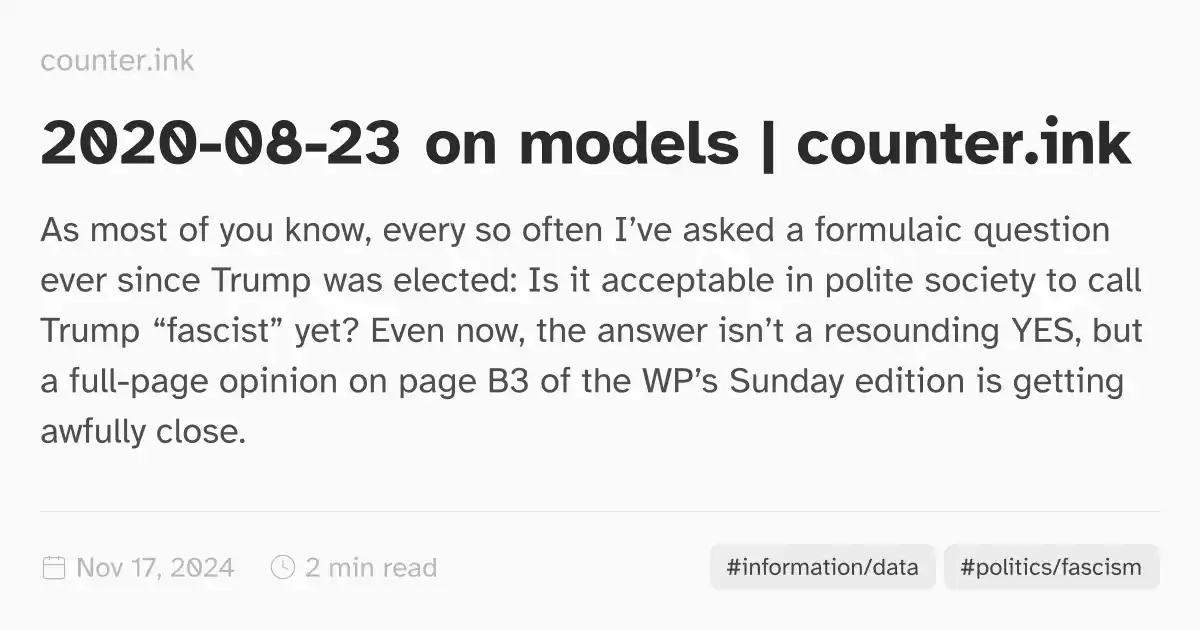 counter.ink
2020-08-23 on models | counter.ink
As most of you know, every so often I’ve asked a formulaic question
ever since Trump was elected: Is it acceptable in polite society to call
Trump “fascist” yet? Even now, the answer isn’t a resounding YES, but
a full-page opinion on page B3 of the WP’s Sunday edition is getting
awfully close.
Nov 17, 2024 2 min read #information/data #politics/fascism